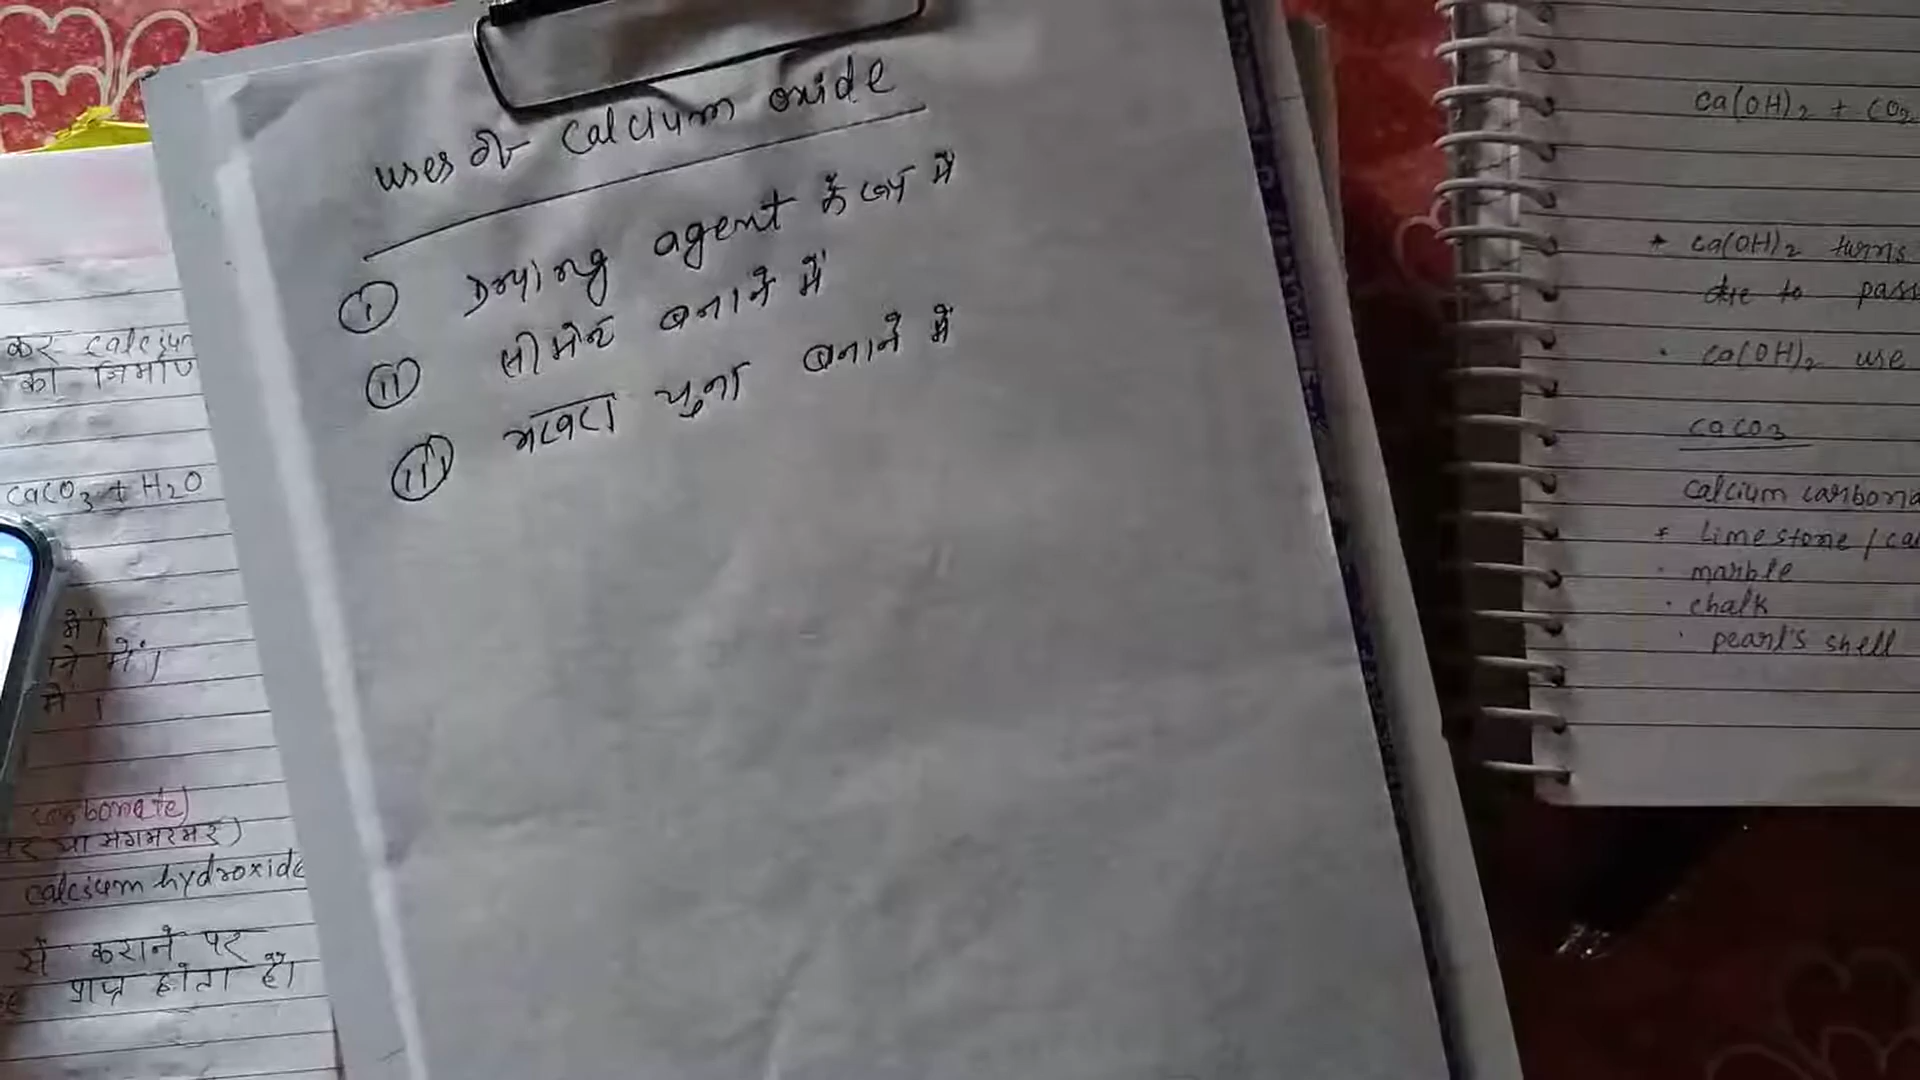 uses of Calcium oxide
(i) Drying agent के रूप में
(ii) सीमेन्ट बनाने में
(iii) चुना बनाने में
कर calcium
का निर्माण
CaCO3 + H2O
में।
ने में।
में।
carbonate)
या संगमरमर)
calcium hydroxide
से कराने पर
प्राप्त होता है।
Ca(OH)2 + CO2
* Ca(OH)2 turns
due to pass
· Ca(OH)2 use
CaCO3
Calcium carbona
* limestone / ca
· marble
· chalk
· pearl's shell